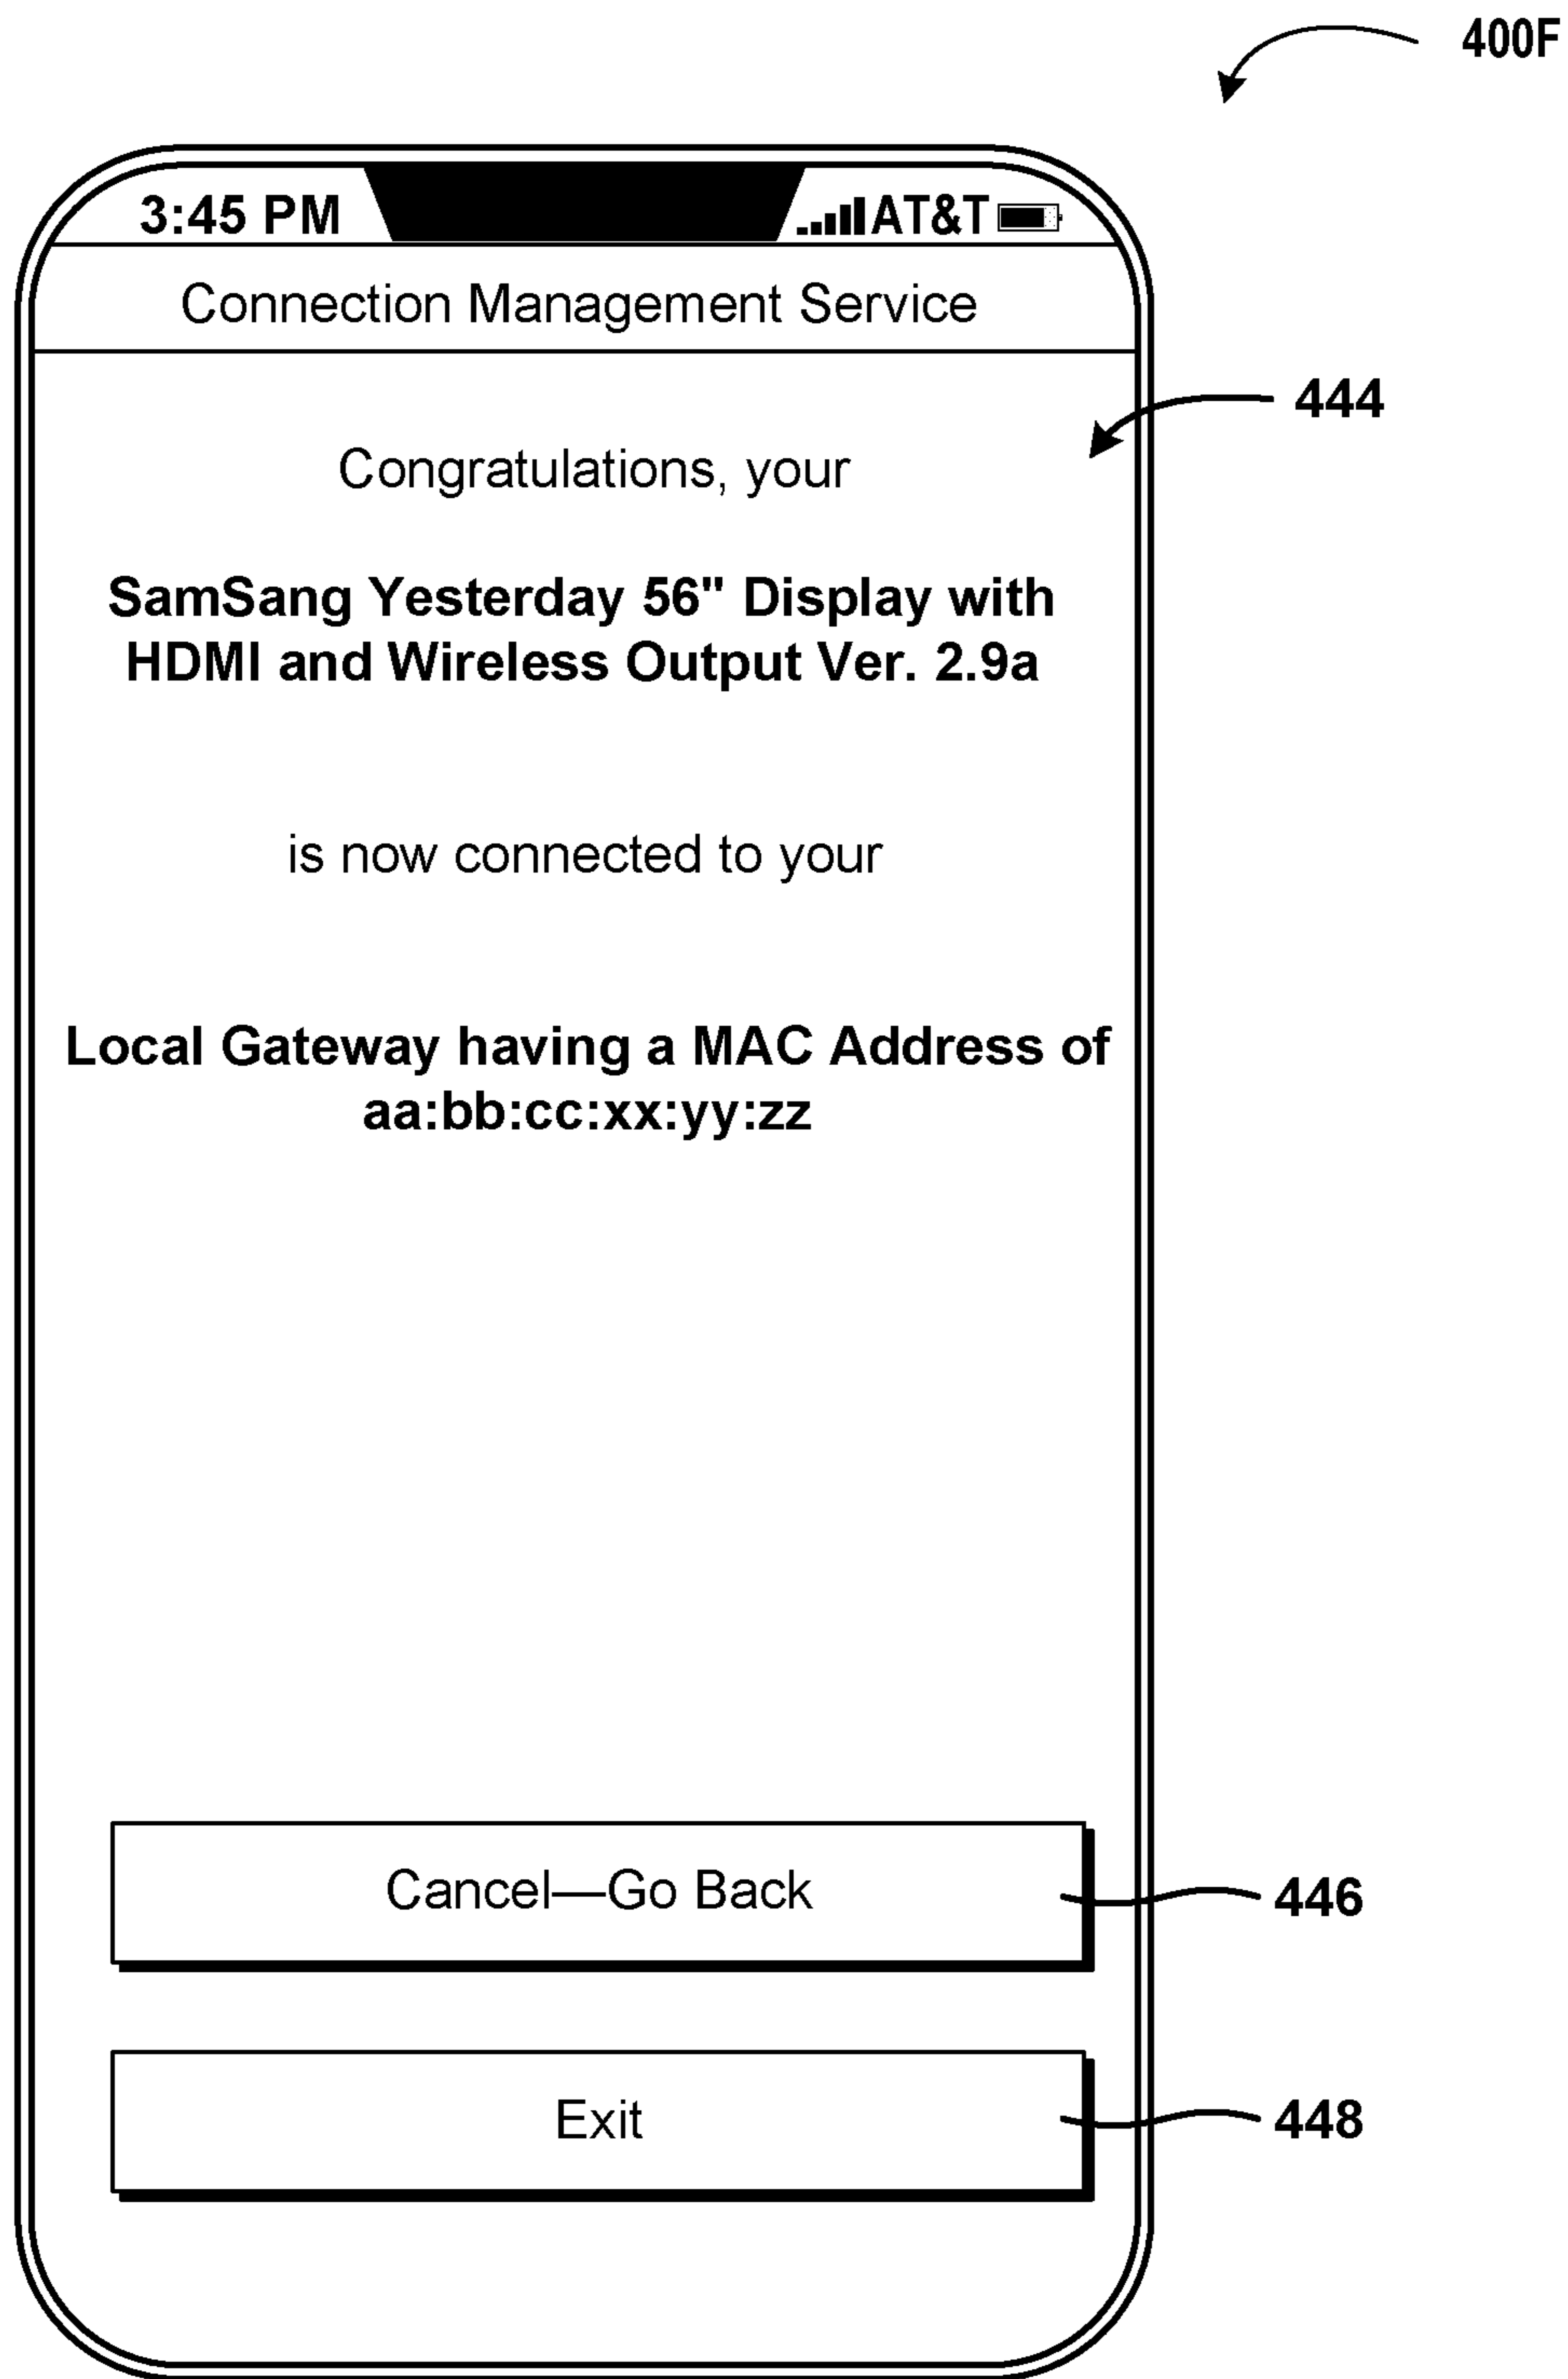 400F
3:45 PM
AT&T
Connection Management Service
444
Congratulations, your
SamSang Yesterday 56" Display with
HDMI and Wireless Output Ver. 2.9a
is now connected to your
Local Gateway having a MAC Address of
aa:bb:cc:xx:yy:zz
Cancel—Go Back
446
Exit
448